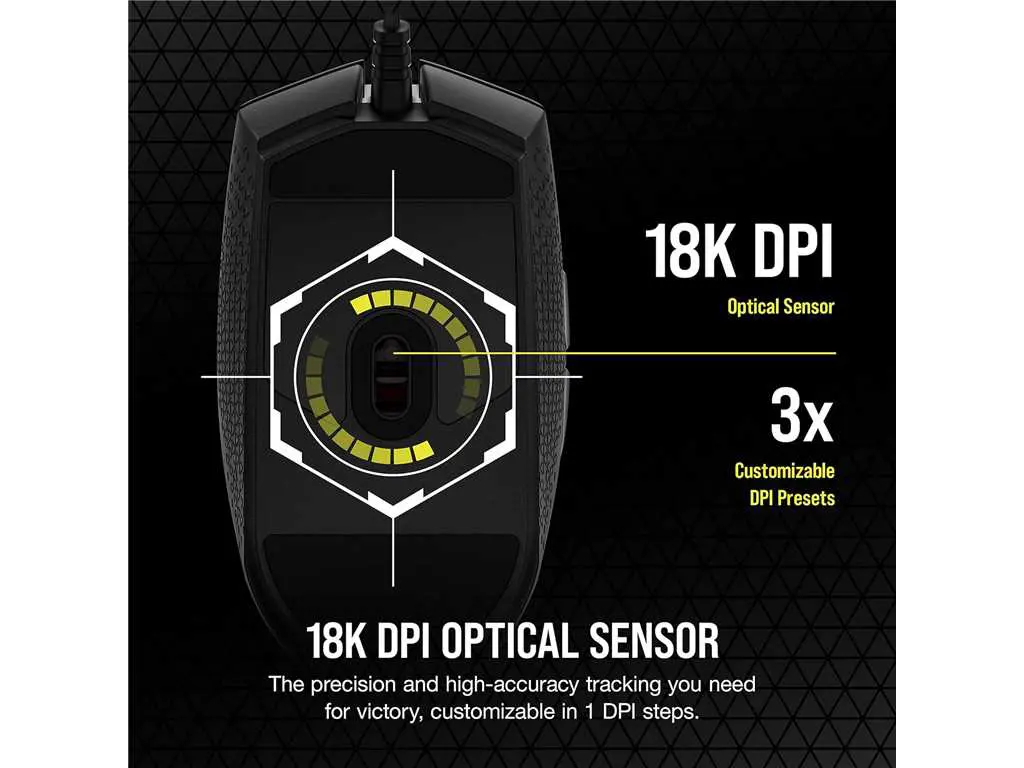 18K DPI
Optical Sensor
3x
Customizable
DPI Presets
18K DPI OPTICAL SENSOR
The precision and high-accuracy tracking you need
for victory, customizable in 1 DPI steps.